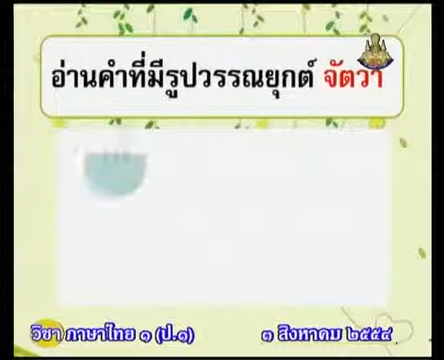 อ่านคำที่มีรูปวรรณยุกต์ จัตวา
วิชา ภาษาไทย ๑ (ป.๑)
๑ สิงหาคม ๒๕๕๔